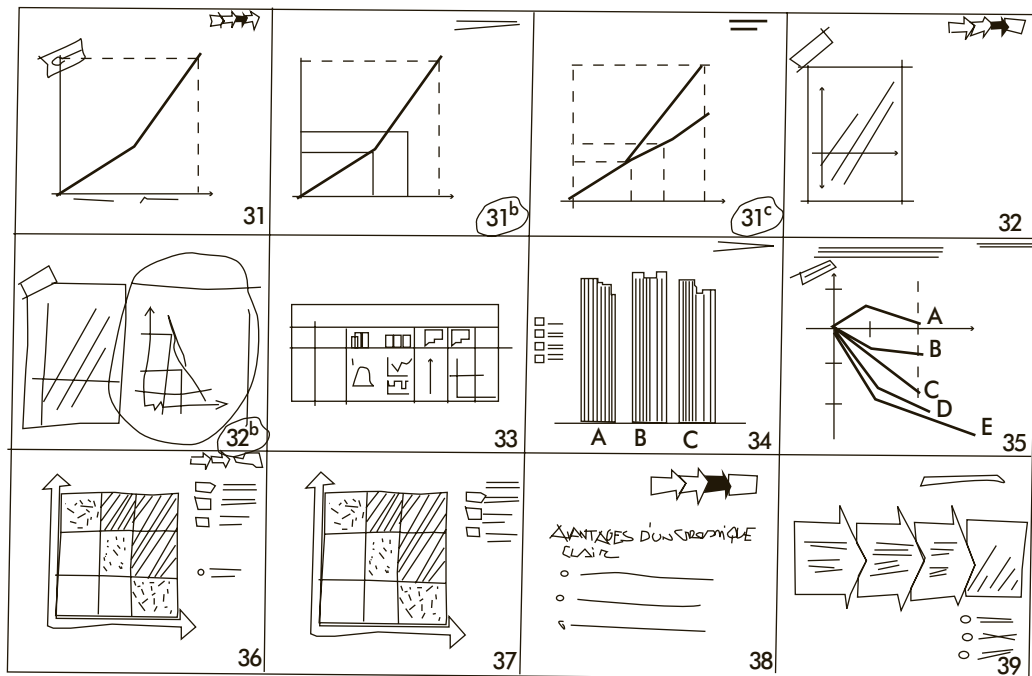 31
31b
31c
32
32b
33
A B C
34
A
B
C
D
E
35
36
37
AVANTAGES D'UN GRAPHIQUE
CLAIR
38
39